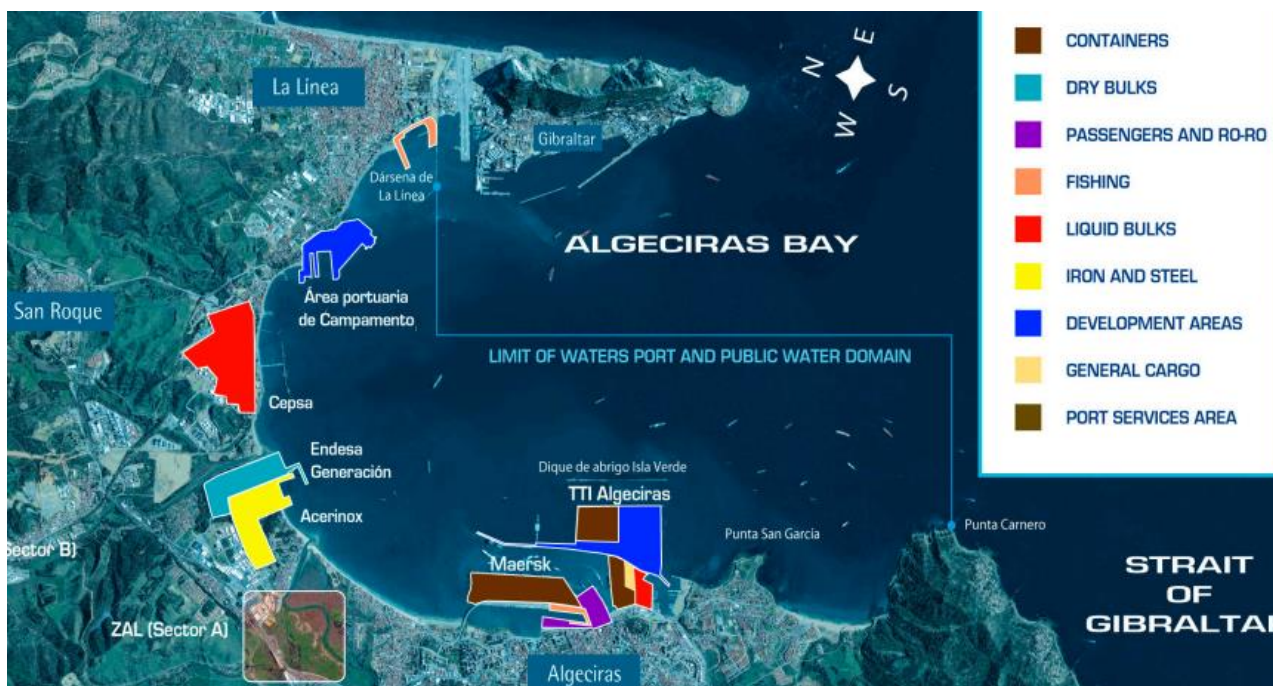 La Línea
Gibraltar
Dársena de
La Línea
N
E
S
W
ALGECIRAS BAY
Área portuaria
de Campamento
San Roque
LIMIT OF WATERS PORT AND PUBLIC WATER DOMAIN
Cepsa
Endesa
Generación
Acerinox
Sector B)
ZAL (Sector A)
Dique de abrigo Isla Verde
TTI Algeciras
Maersk
Punta San García
Punta Carnero
Algeciras
STRAIT
OF
GIBRALTA
CONTAINERS
DRY BULKS
PASSENGERS AND RO-RO
FISHING
LIQUID BULKS
IRON AND STEEL
DEVELOPMENT AREAS
GENERAL CARGO
PORT SERVICES AREA